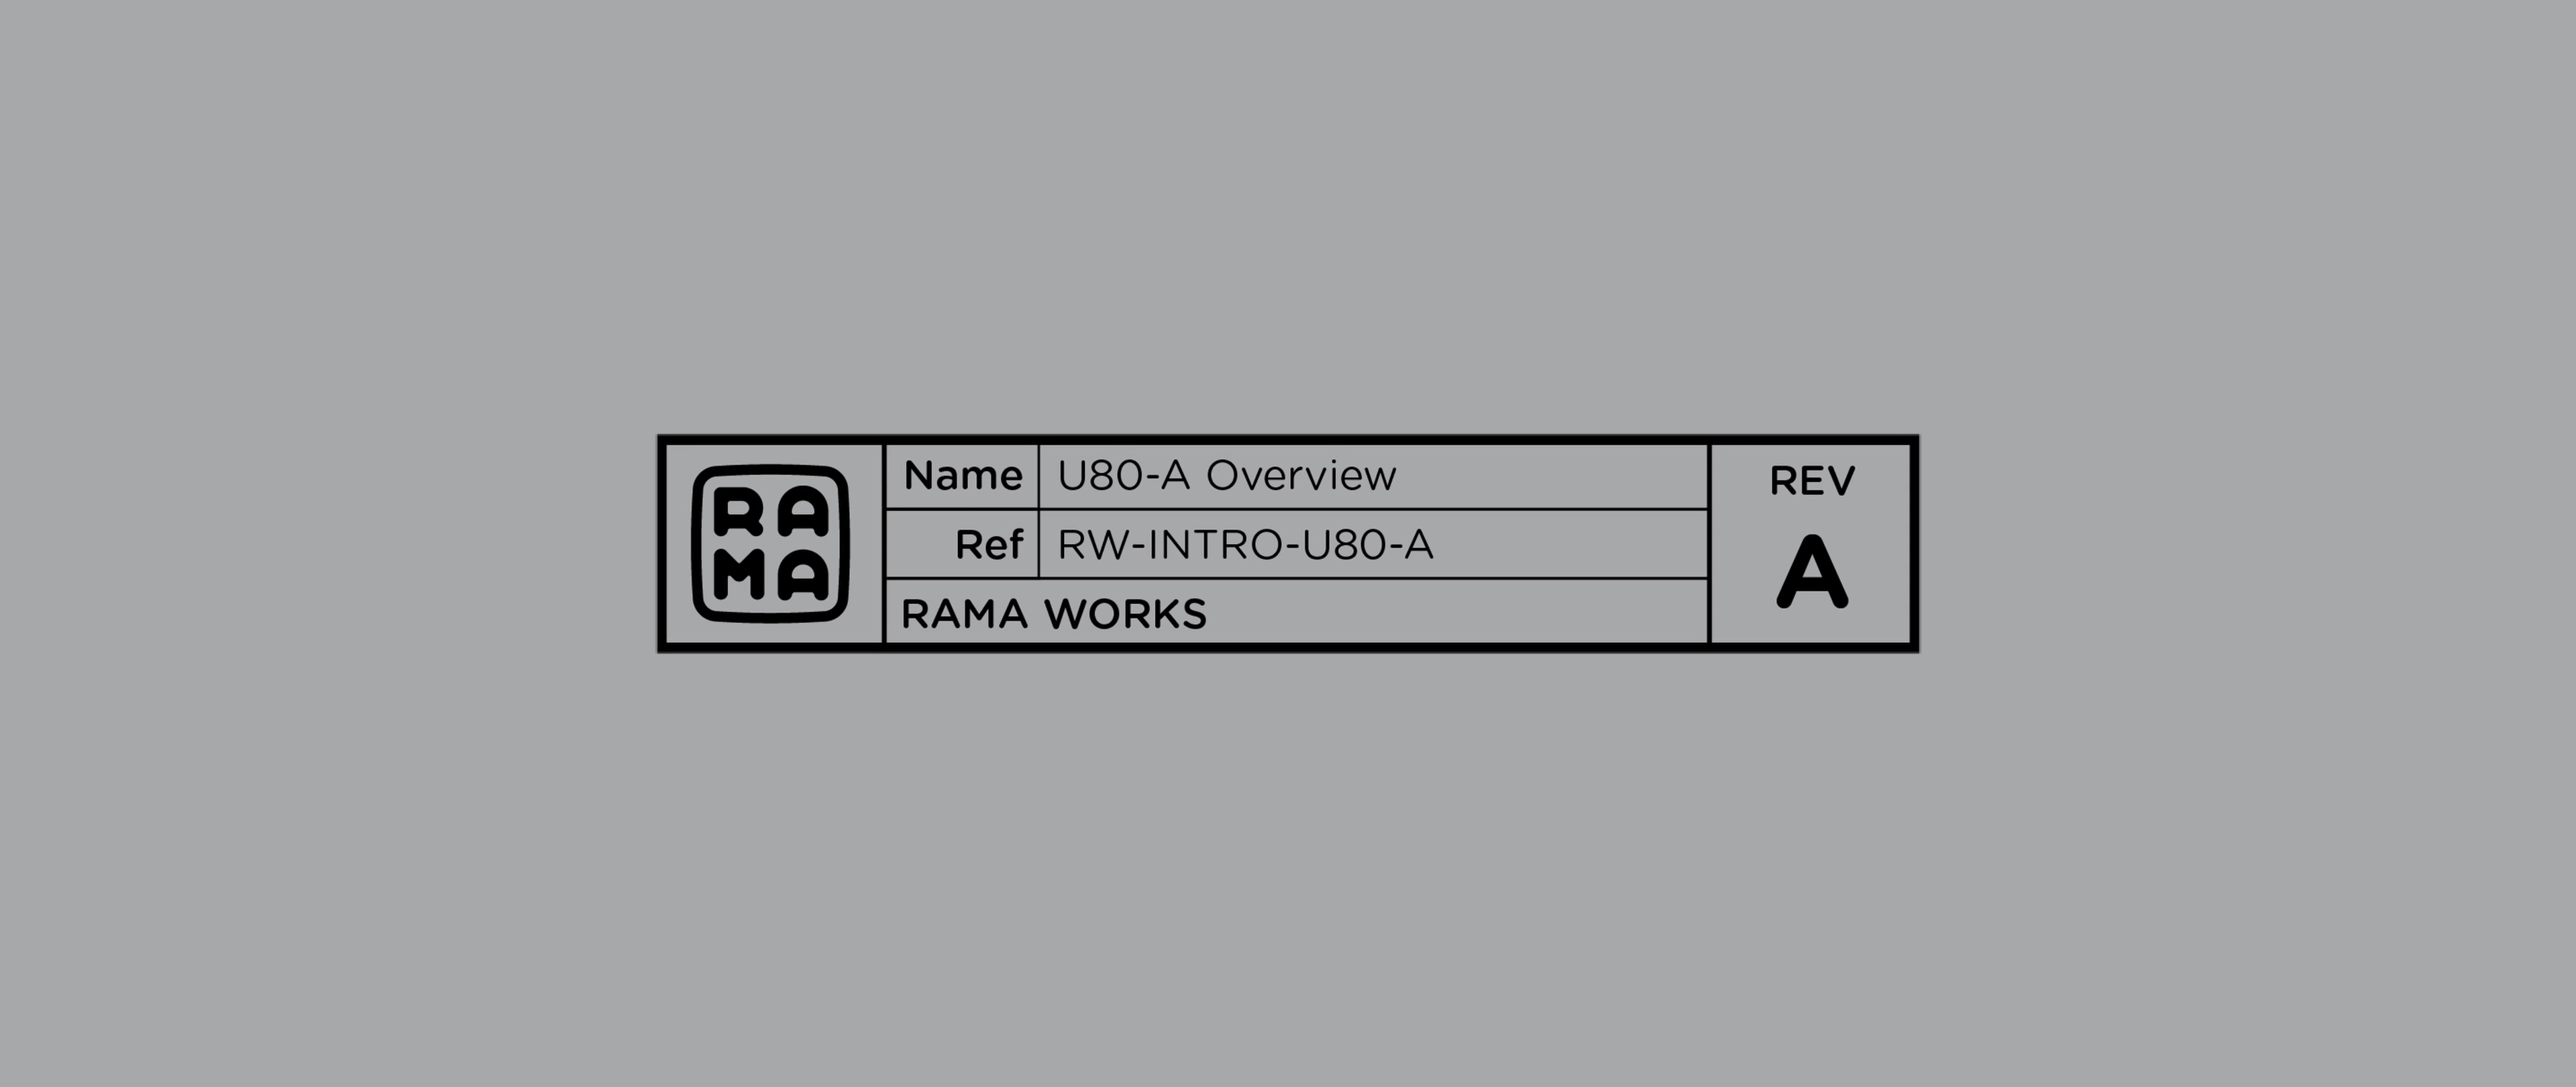 RA
MA
Name U80-A Overview
Ref RW-INTRO-U80-A
RAMA WORKS
REV
A